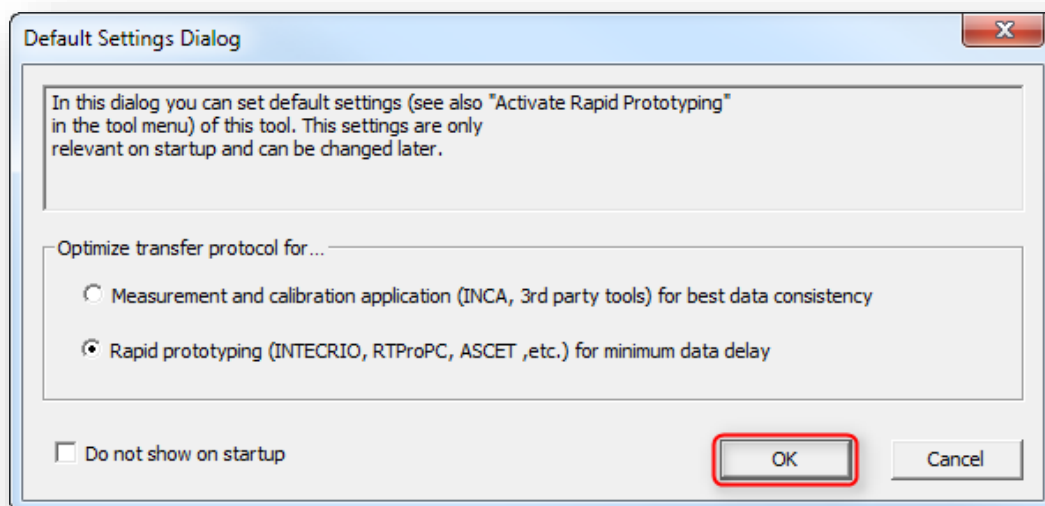 Default Settings Dialog
In this dialog you can set default settings (see also "Activate Rapid Prototyping"
in the tool menu) of this tool. This settings are only
relevant on startup and can be changed later.
Optimize transfer protocol for...
Measurement and calibration application (INCA, 3rd party tools) for best data consistency
Rapid prototyping (INTECRIO, RTProPC, ASCET ,etc.) for minimum data delay
Do not show on startup
OK
Cancel